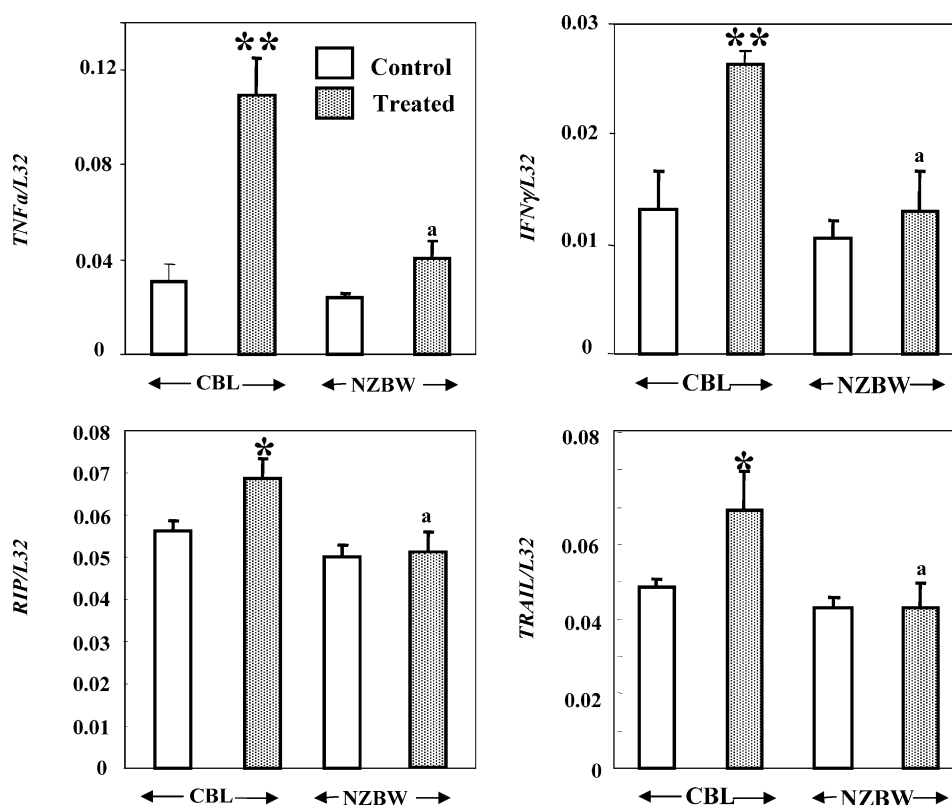 TNFα/L32
0.12
0.08
0.04
0
**
a
Control
Treated
CBL
NZBW
IFNγ/L32
0.03
0.02
0.01
0
**
a
CBL
NZBW
RIP/L32
0.08
0.07
0.06
0.05
0.04
0.03
0.02
0.01
0
*
a
CBL
NZBW
TRAIL/L32
0.08
0.06
0.04
0.02
0
*
a
CBL
NZBW